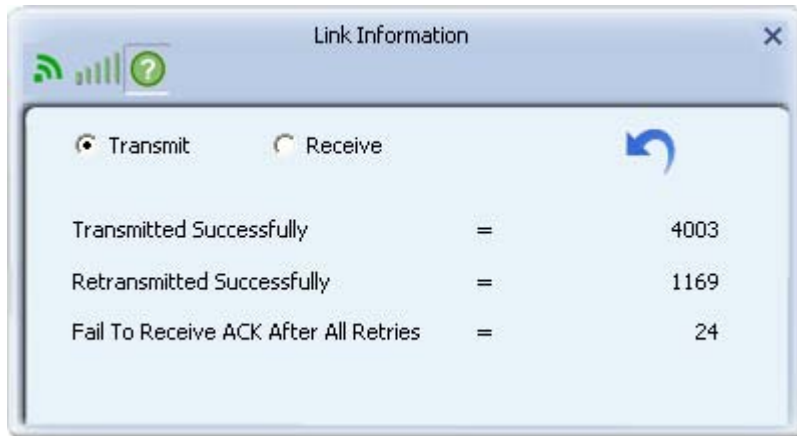 Link Information
Transmit Receive
Transmitted Successfully = 4003
Retransmitted Successfully = 1169
Fail To Receive ACK After All Retries = 24